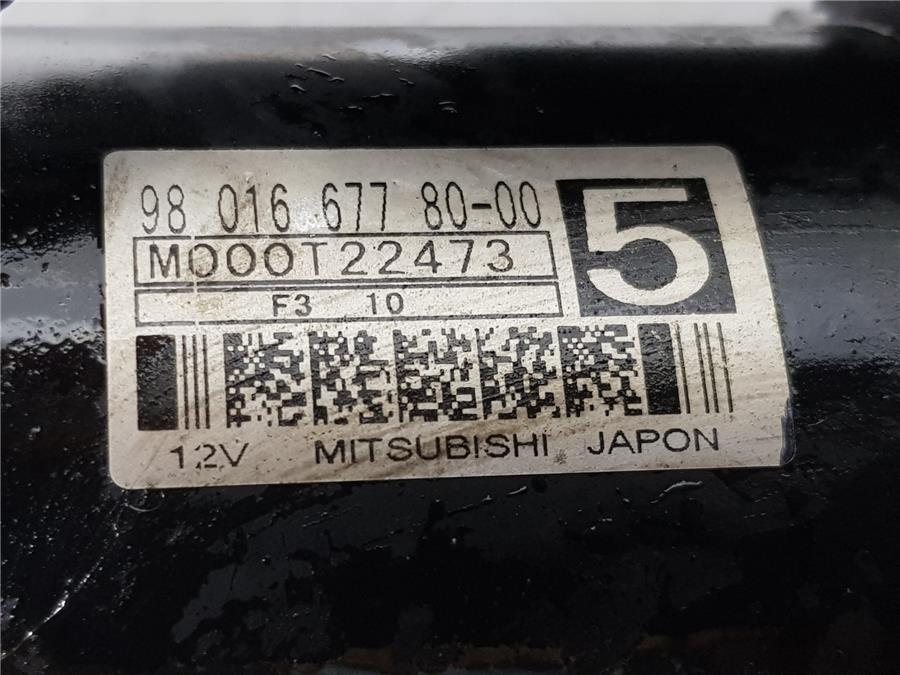 98 016 677 80-00
5
M000T22473
F3 10
12V MITSUBISHI JAPON